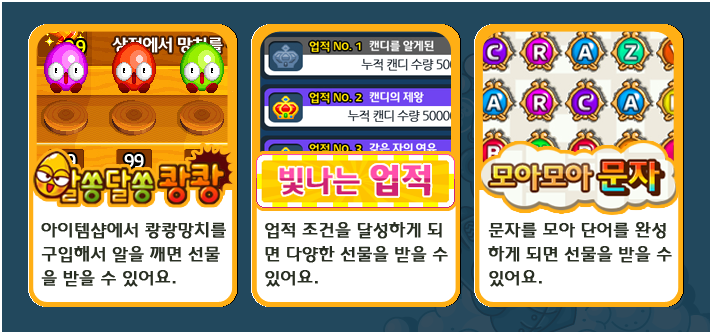 상점에서 망치를
99
알쏭달쏭 쾅쾅
아이템샵에서 쾅쾅망치를
구입해서 알을 깨면 선물
을 받을 수 있어요.
업적 NO. 1 캔디를 알게된
누적 캔디 수량 500
업적 NO. 2 캔디의 제왕
누적 캔디 수량 50000
업적 NO. 3 같은 자의 여유
빛나는 업적
업적 조건을 달성하게 되
면 다양한 선물을 받을 수
있어요.
C R A Z
A R C A
모아모아 문자
문자를 모아 단어를 완성
하게 되면 선물을 받을 수
있어요.